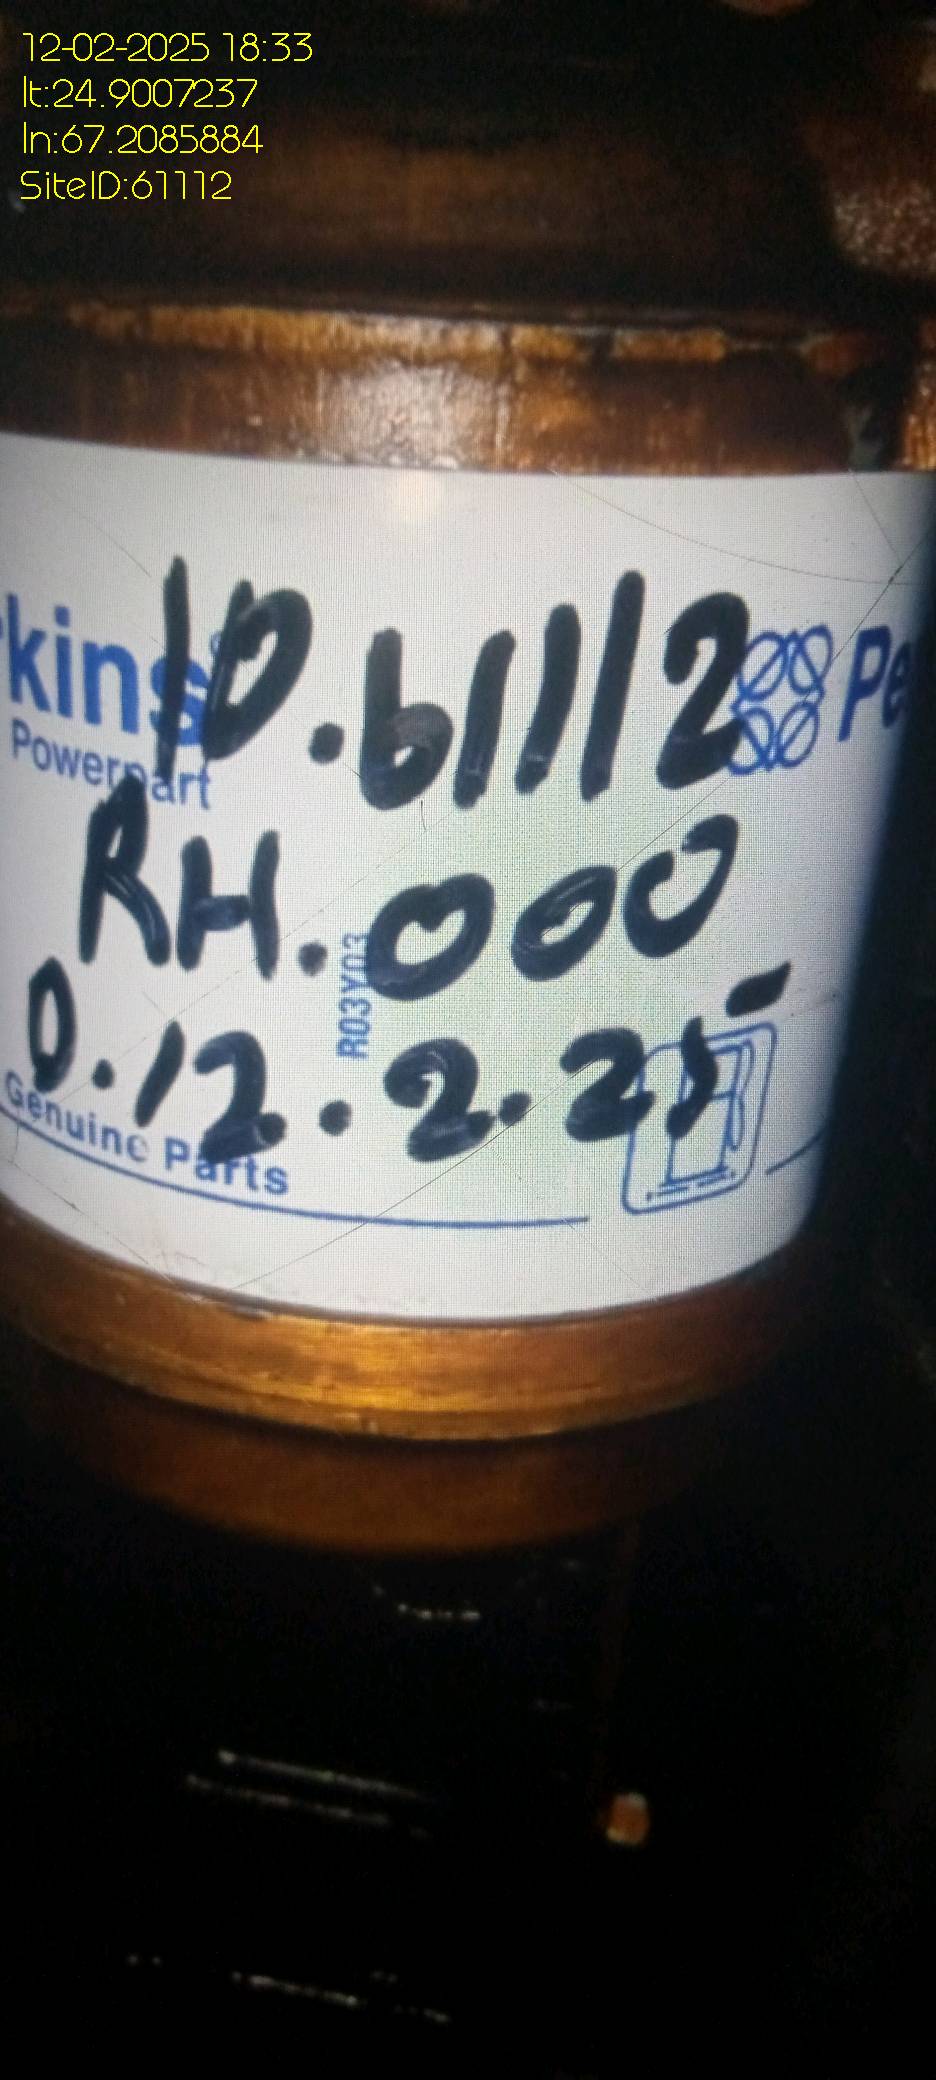 12-02-2025 18:33
lt:24.9007237
ln:67.2085884
SiteID:61112
kins
Powerpart
Pe
ID.61112
RH.000
R03Y03
D.12.2.25
Genuine Parts